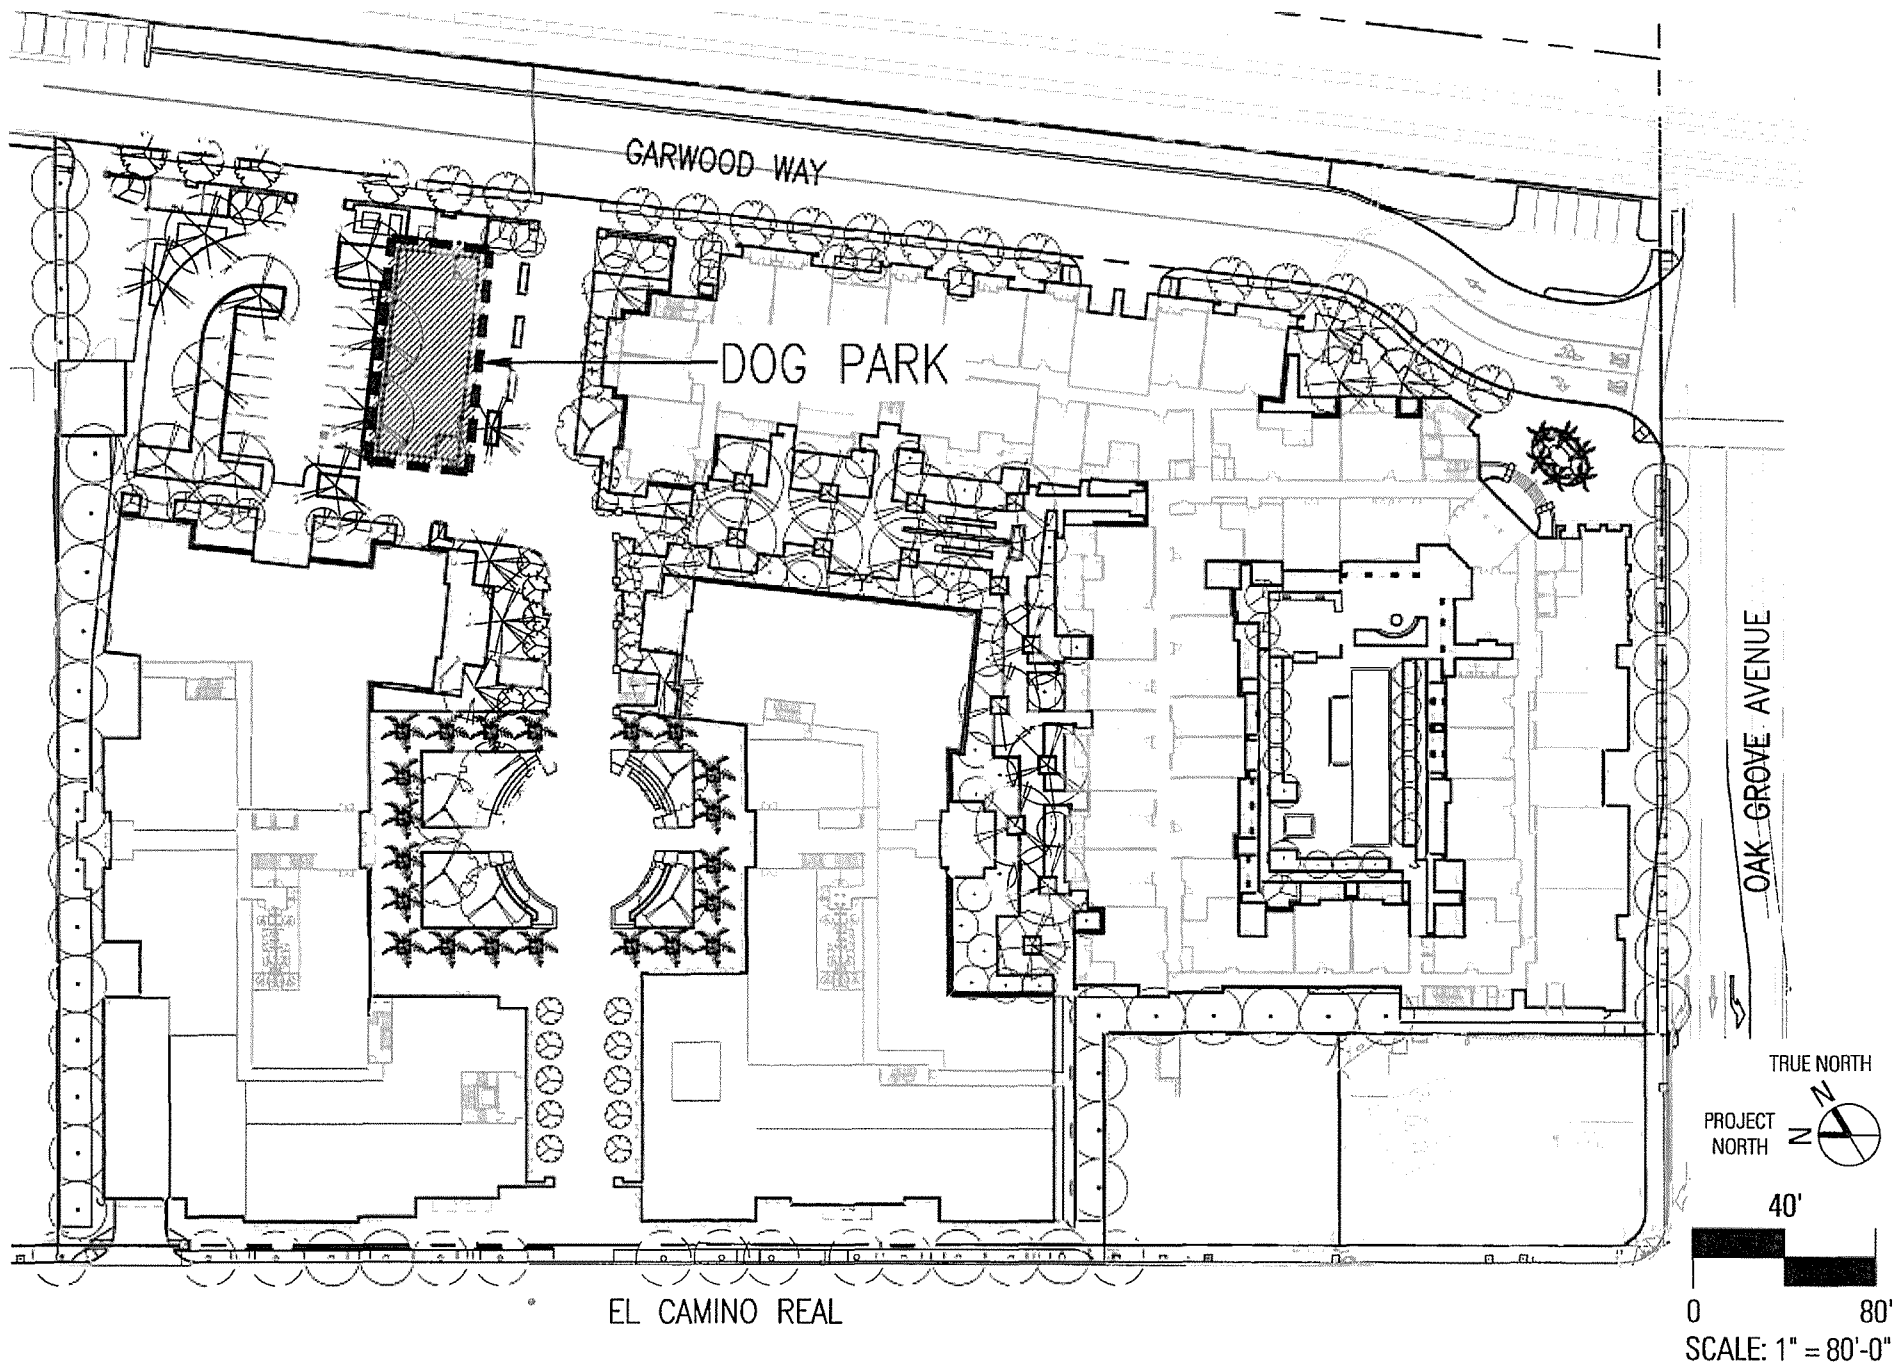 GARWOOD WAY
DOG PARK
OAK GROVE AVENUE
TRUE NORTH
N
PROJECT
NORTH
N
40'
0 80'
SCALE: 1" = 80'-0"
EL CAMINO REAL